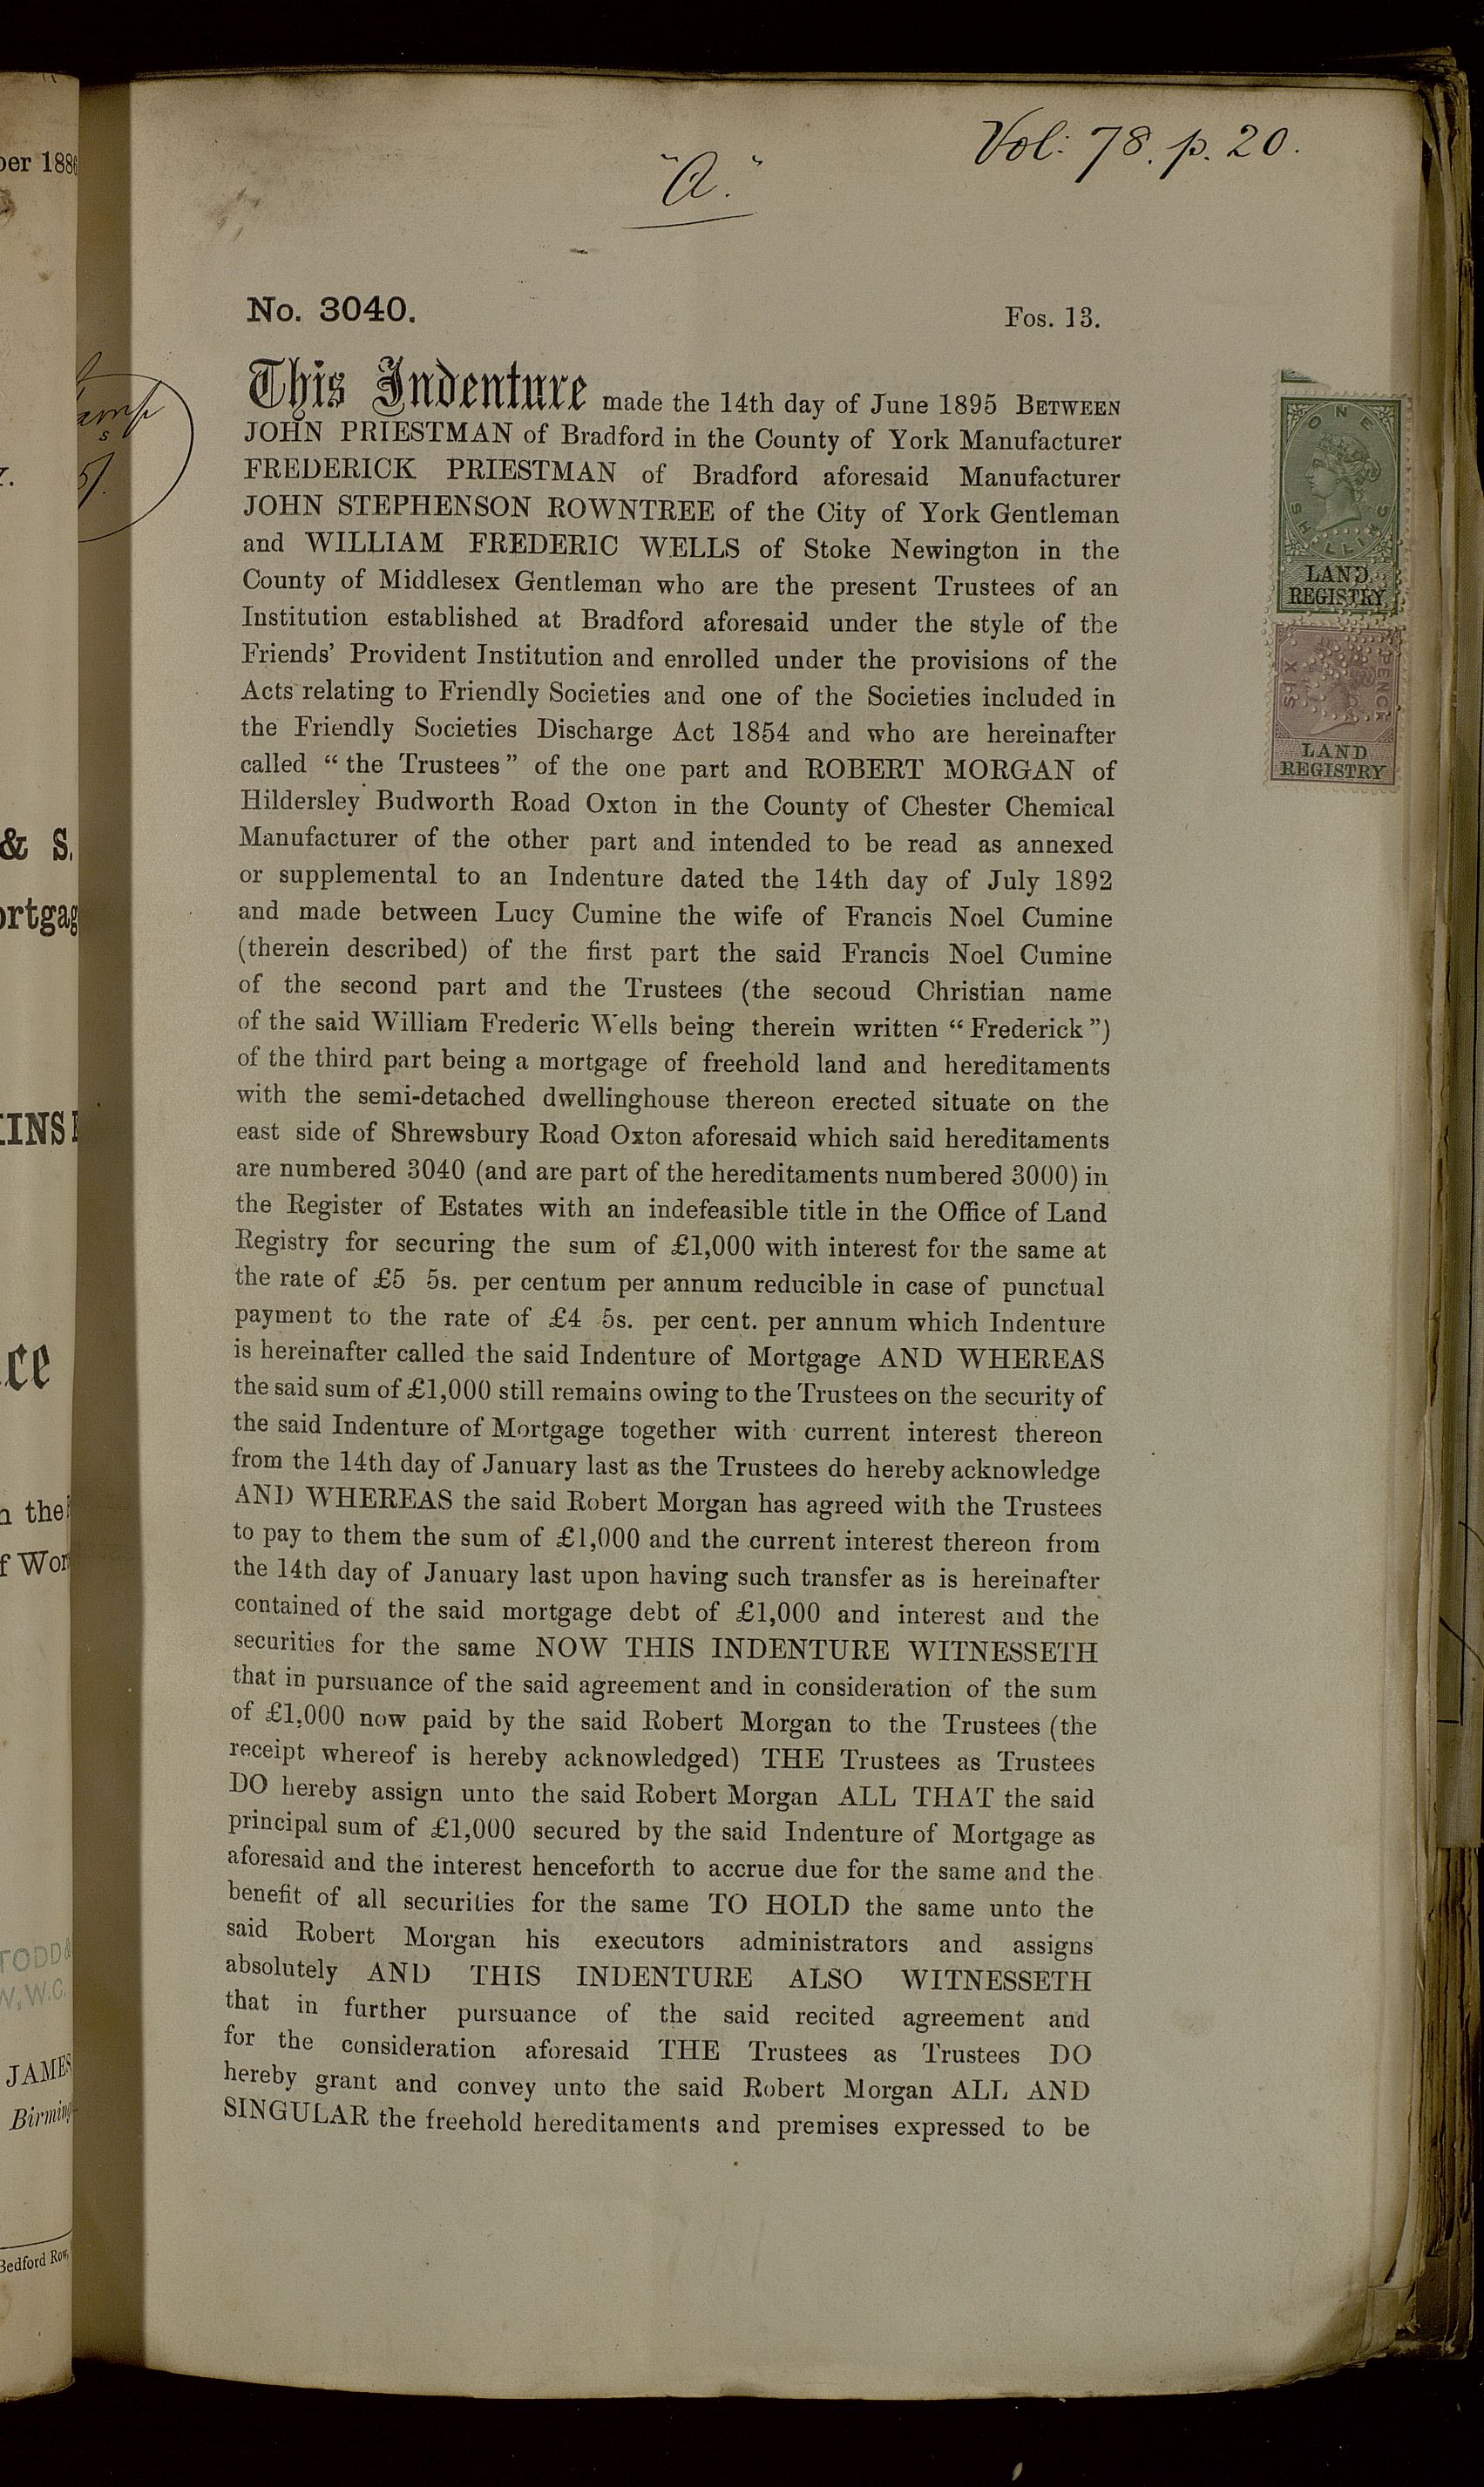 Vol: 78. p. 20.
"A."
No. 3040.
Fos. 13.
This Indenture made the 14th day of June 1895 BETWEEN
JOHN PRIESTMAN of Bradford in the County of York Manufacturer
FREDERICK PRIESTMAN of Bradford aforesaid Manufacturer
JOHN STEPHENSON ROWNTREE of the City of York Gentleman
and WILLIAM FREDERIC WELLS of Stoke Newington in the
County of Middlesex Gentleman who are the present Trustees of an
Institution established at Bradford aforesaid under the style of the
Friends' Provident Institution and enrolled under the provisions of the
Acts relating to Friendly Societies and one of the Societies included in
the Friendly Societies Discharge Act 1854 and who are hereinafter
called "the Trustees" of the one part and ROBERT MORGAN of
Hildersley Budworth Road Oxton in the County of Chester Chemical
Manufacturer of the other part and intended to be read as annexed
or supplemental to an Indenture dated the 14th day of July 1892
and made between Lucy Cumine the wife of Francis Noel Cumine
(therein described) of the first part the said Francis Noel Cumine
of the second part and the Trustees (the secoud Christian name
of the said William Frederic Wells being therein written "Frederick")
of the third part being a mortgage of freehold land and hereditaments
with the semi-detached dwellinghouse thereon erected situate on the
east side of Shrewsbury Road Oxton aforesaid which said hereditaments
are numbered 3040 (and are part of the hereditaments numbered 3000) in
the Register of Estates with an indefeasible title in the Office of Land
Registry for securing the sum of £1,000 with interest for the same at
the rate of £5 5s. per centum per annum reducible in case of punctual
payment to the rate of £4 5s. per cent. per annum which Indenture
is hereinafter called the said Indenture of Mortgage AND WHEREAS
the said sum of £1,000 still remains owing to the Trustees on the security of
the said Indenture of Mortgage together with current interest thereon
from the 14th day of January last as the Trustees do hereby acknowledge
AND WHEREAS the said Robert Morgan has agreed with the Trustees
to pay to them the sum of £1,000 and the current interest thereon from
the 14th day of January last upon having such transfer as is hereinafter
contained of the said mortgage debt of £1,000 and interest and the
securities for the same NOW THIS INDENTURE WITNESSETH
that in pursuance of the said agreement and in consideration of the sum
of £1,000 now paid by the said Robert Morgan to the Trustees (the
receipt whereof is hereby acknowledged) THE Trustees as Trustees
DO hereby assign unto the said Robert Morgan ALL THAT the said
principal sum of £1,000 secured by the said Indenture of Mortgage as
aforesaid and the interest henceforth to accrue due for the same and the
benefit of all securities for the same TO HOLD the same unto the
said Robert Morgan his executors administrators and assigns
absolutely AND THIS INDENTURE ALSO WITNESSETH
that in further pursuance of the said recited agreement and
for the consideration aforesaid THE Trustees as Trustees DO
hereby grant and convey unto the said Robert Morgan ALL AND
SINGULAR the freehold hereditaments and premises expressed to be
ONE SHILLING
LAND
REGISTRY
SIX PENCE
LAND
REGISTRY
1886
& S.
the
JAMES
Bedford Row,